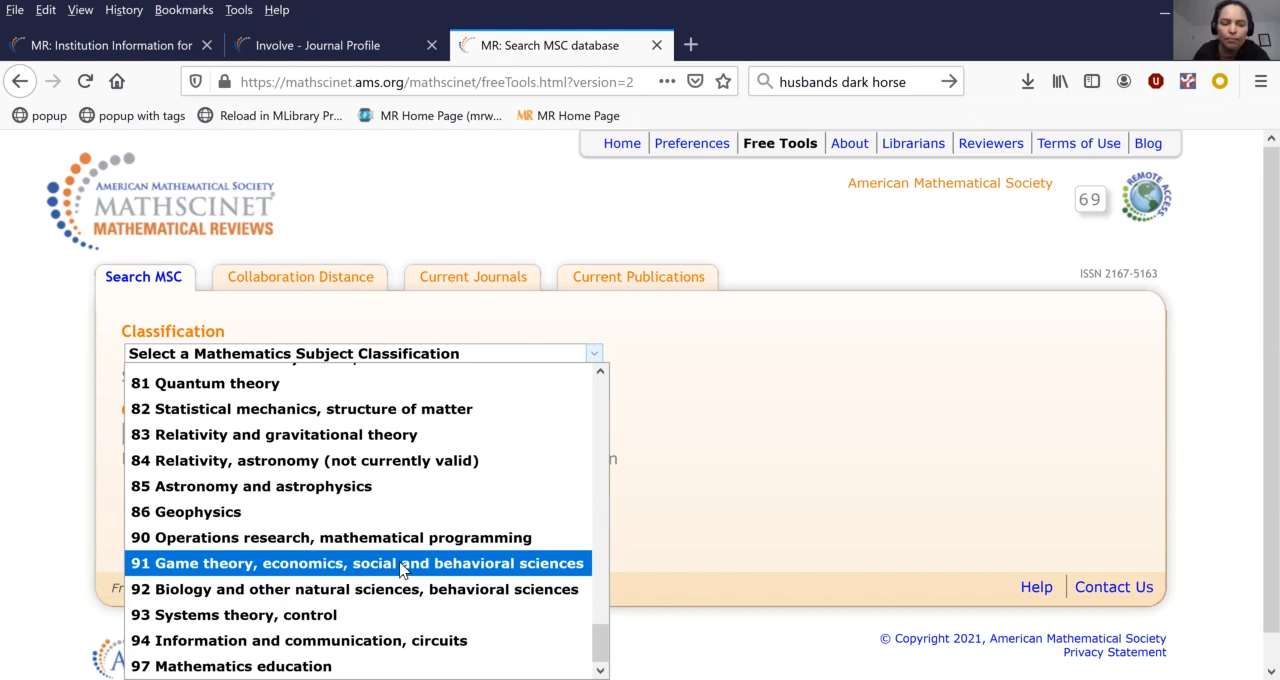 File Edit View History Bookmarks Tools Help
MR: Institution Information for
Involve - Journal Profile
MR: Search MSC database
https://mathscinet.ams.org/mathscinet/freeTools.html?version=2
husbands dark horse
popup popup with tags Reload in MLibrary Pr... MR Home Page (mrw... MR MR Home Page
Home Preferences Free Tools About Librarians Reviewers Terms of Use Blog
AMERICAN MATHEMATICAL SOCIETY
MATHSCINET
MATHEMATICAL REVIEWS
American Mathematical Society
69
REMOTE ACCESS
Search MSC Collaboration Distance Current Journals Current Publications
ISSN 2167-5163
Classification
Select a Mathematics Subject Classification
81 Quantum theory
82 Statistical mechanics, structure of matter
83 Relativity and gravitational theory
84 Relativity, astronomy (not currently valid)
85 Astronomy and astrophysics
86 Geophysics
90 Operations research, mathematical programming
91 Game theory, economics, social and behavioral sciences
92 Biology and other natural sciences, behavioral sciences
93 Systems theory, control
94 Information and communication, circuits
97 Mathematics education
Help Contact Us
© Copyright 2021, American Mathematical Society
Privacy Statement